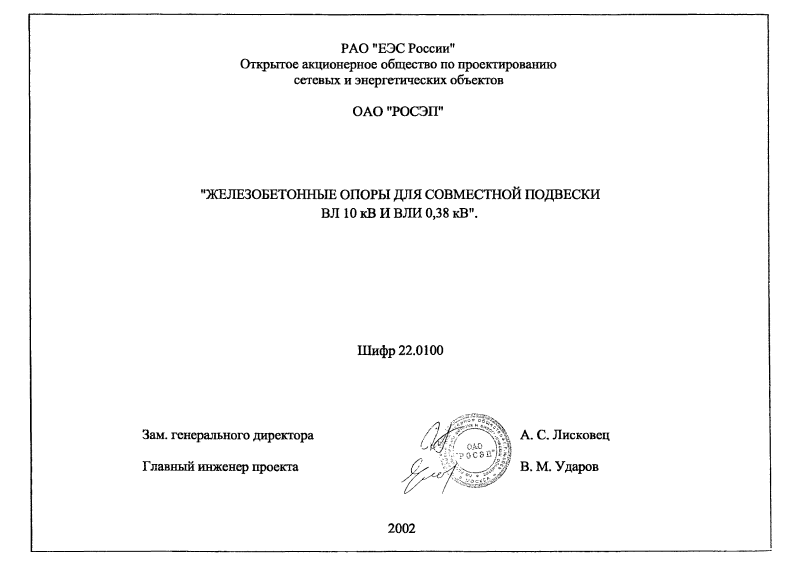 РАО "ЕЭС России"
Открытое акционерное общество по проектированию
сетевых и энергетических объектов
ОАО "РОСЭП"
"ЖЕЛЕЗОБЕТОННЫЕ ОПОРЫ ДЛЯ СОВМЕСТНОЙ ПОДВЕСКИ
ВЛ 10 кВ И ВЛИ 0,38 кВ".
Шифр 22.0100
Зам. генерального директора
А. С. Лисковец
ОАО
"РОСЭП"
Главный инженер проекта
В. М. Ударов
2002